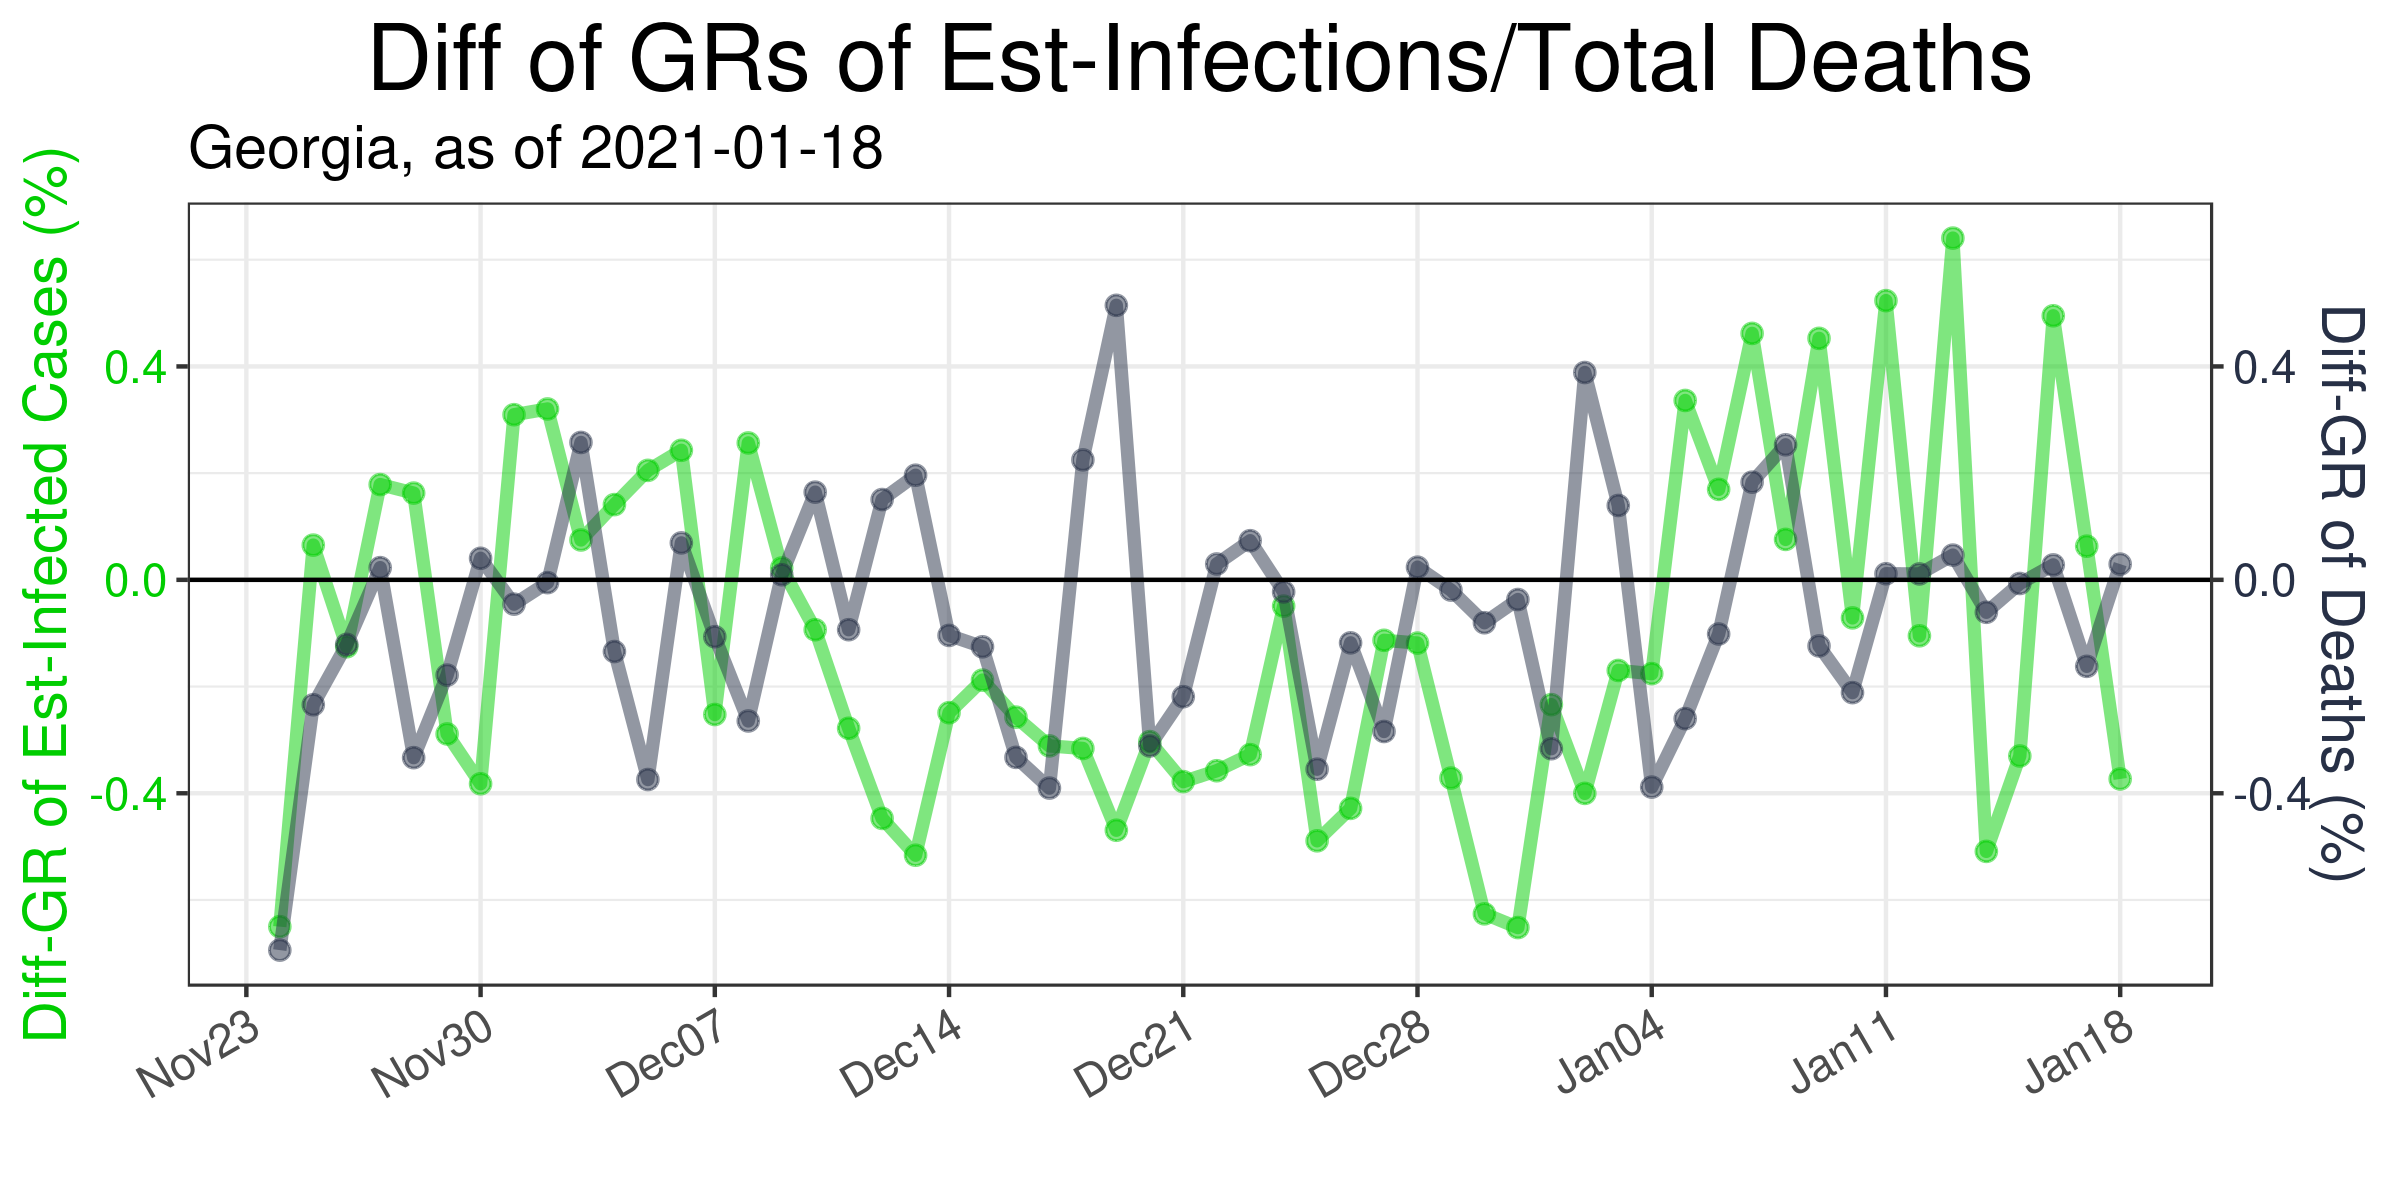 Diff of GRs of Est-Infections/Total Deaths
Georgia, as of 2021-01-18
Diff-GR of Est-Infected Cases (%)
0.4
0.0
-0.4
0.4
0.0
-0.4
Diff-GR of Deaths (%)
Nov23
Nov30
Dec07
Dec14
Dec21
Dec28
Jan04
Jan11
Jan18